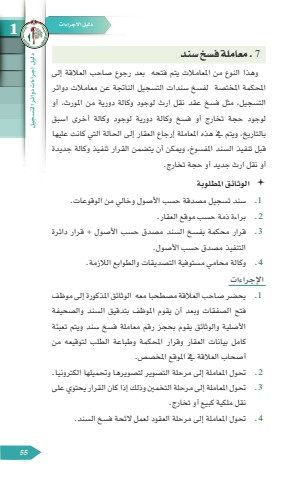 دليل الاجراءات
1
دليل إجراءات دوائر التسجيل
7 ـ معاملة فسخ سند
وهذا النوع من المعاملات يتم فتحه بعد رجوع صاحب العلاقة إلى
المحكمة المختصة لفسخ سندات التسجيل الناتجة عن معاملات دوائر
التسجيل، مثل فسخ عقد نقل ارث لوجود وكالة دورية من المورث، أو
لوجود حجة تخارج أو فسخ وكالة دورية لوجود وكالة أخرى اسبق
بالتاريخ، ويتم في هذه المعاملة إرجاع العقار إلى الحالة التي كانت عليها
قبل تنفيذ السند المفسوخ، ويمكن أن يتضمن القرار تنفيذ وكالة جديدة
أو نقل ارث جديد أو حجة تخارج.
الوثائق المطلوبة
1. سند تسجيل مصدقة حسب الأصول وخالي من الوقوعات.
2. براءة ذمة حسب موقع العقار.
3. قرار محكمة بفسخ السند مصدق حسب الأصول + قرار دائرة
التنفيذ مصدق حسب الأصول.
4. وكالة محامي مستوفية التصديقات والطوابع اللازمة.
الإجراءات
1. يحضر صاحب العلاقة مصطحبا معه الوثائق المذكورة إلى موظف
فتح الصفقات وبعد أن يقوم الموظف بتدقيق السند والصحيفة
الأصلية والوثائق يقوم بحجز رقم معاملة فسخ سند ويتم تعبئة
كامل بيانات العقار وقرار المحكمة وطباعة الطلب لتوقيعه من
أصحاب العلاقة في الموقع المخصص.
2. تحول المعاملة إلى مرحلة التصوير لتصويرها وتحميلها الكترونيا.
3. تحول المعاملة إلى مرحلة التخمين وذلك إذا كان القرار يحتوي على
نقل ملكية كبيع أو تخارج.
4. تحول المعاملة إلى مرحلة العقود لعمل لائحة فسخ السند.
55